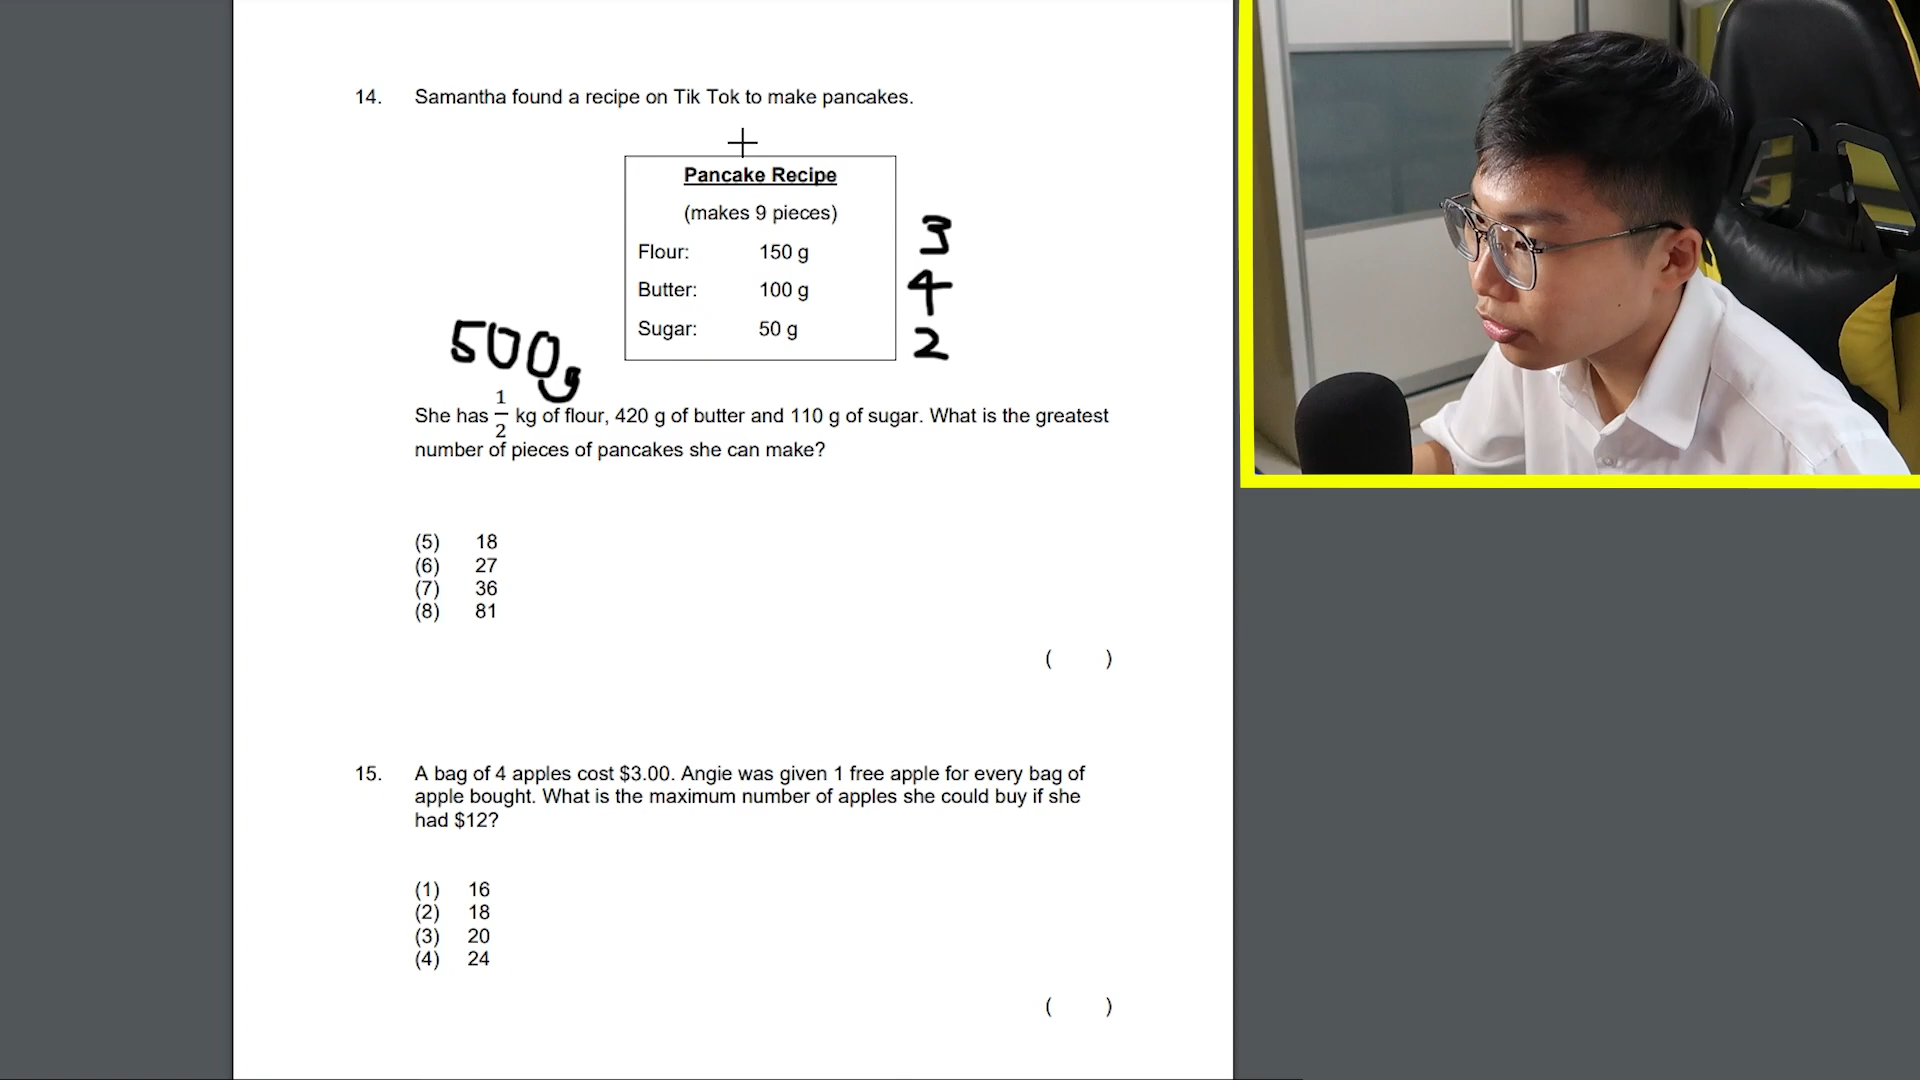 14. Samantha found a recipe on Tik Tok to make pancakes.
Pancake Recipe
(makes 9 pieces)
Flour: 150 g
Butter: 100 g
Sugar: 50 g
3
4
2
500g
She has 1/2 kg of flour, 420 g of butter and 110 g of sugar. What is the greatest
number of pieces of pancakes she can make?
(5) 18
(6) 27
(7) 36
(8) 81
( )
15. A bag of 4 apples cost $3.00. Angie was given 1 free apple for every bag of
apple bought. What is the maximum number of apples she could buy if she
had $12?
(1) 16
(2) 18
(3) 20
(4) 24
( )